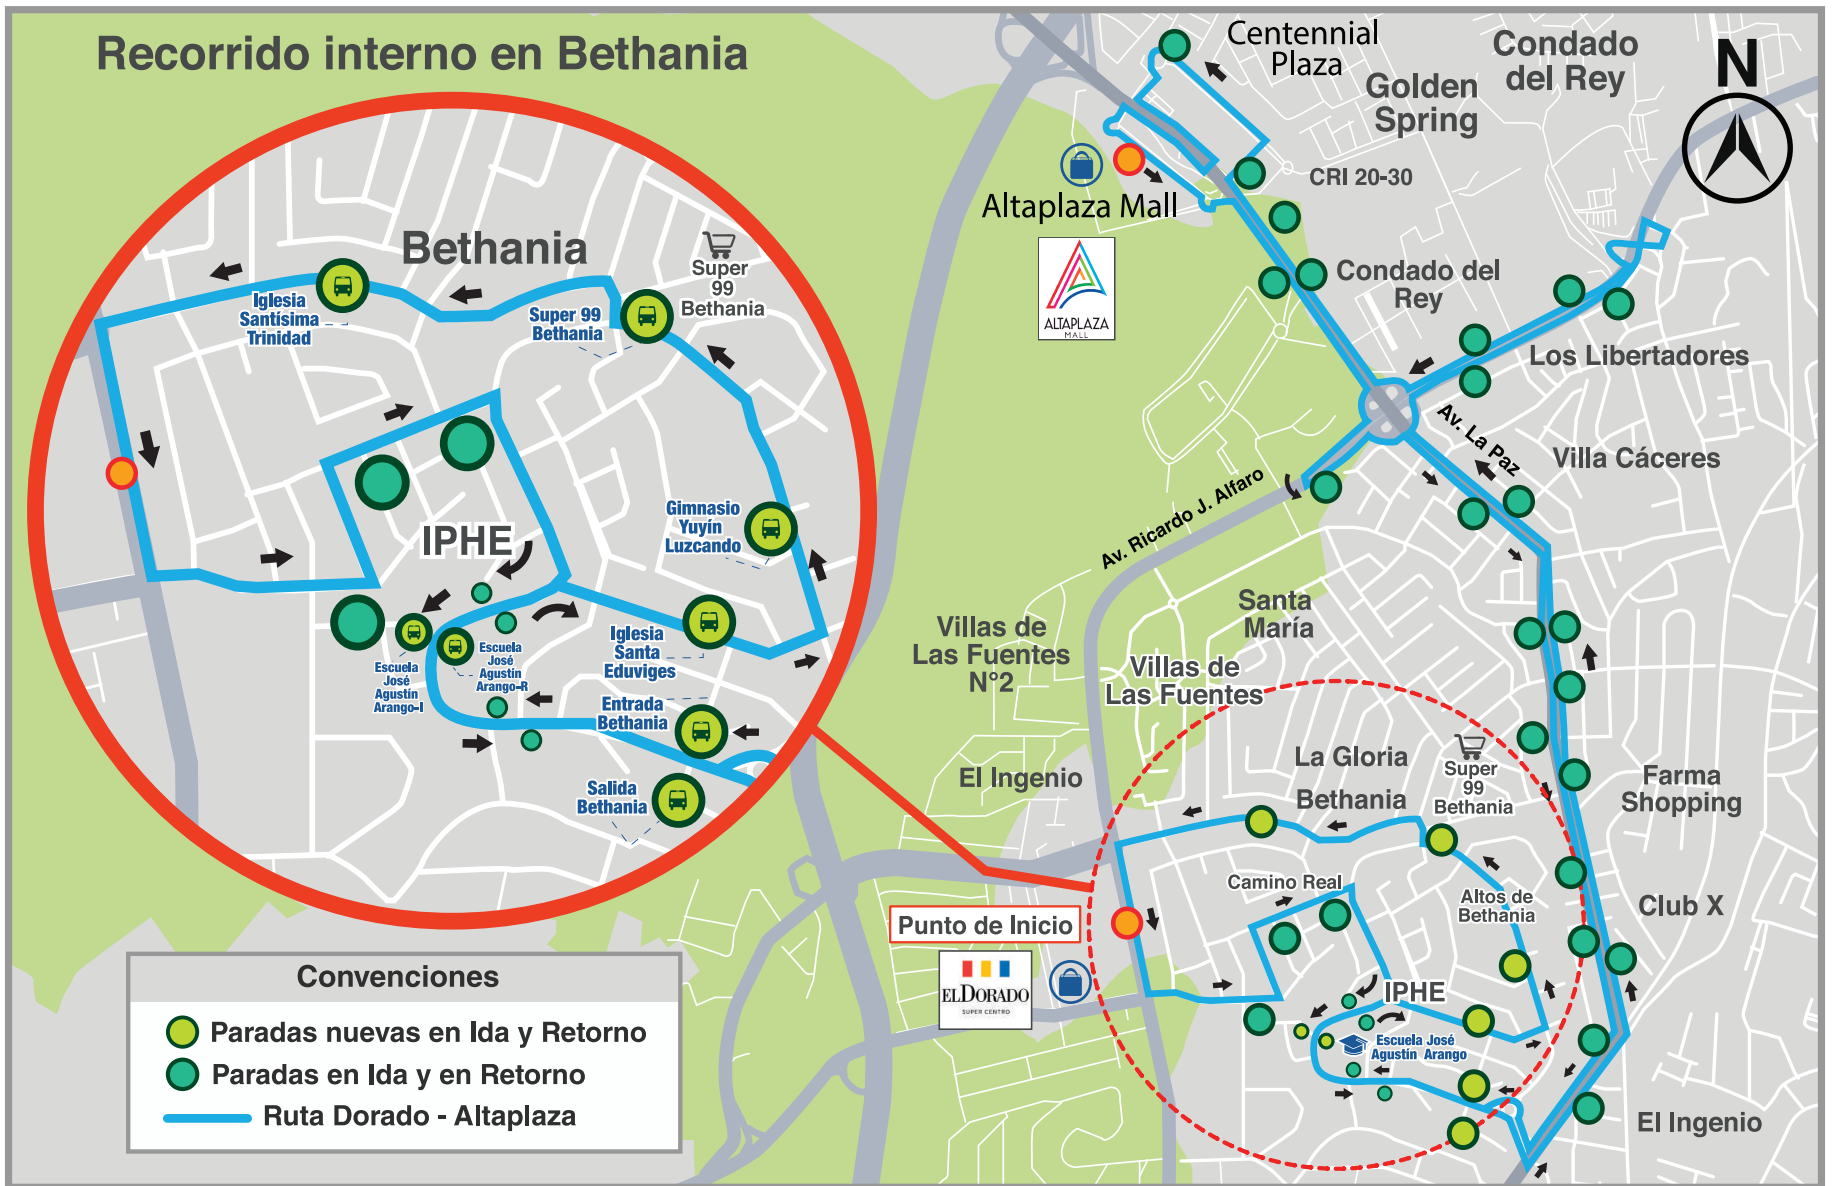 Recorrido interno en Bethania
Bethania
Super
99
Bethania
Iglesia
Santísima
Trinidad
Super 99
Bethania
IPHE
Gimnasio
Yuyín
Luzcando
Escuela
José
Agustín
Arango-I
Escuela
José
Agustín
Arango-R
Iglesia
Santa
Eduviges
Entrada
Bethania
Salida
Bethania
Convenciones
Paradas nuevas en Ida y Retorno
Paradas en Ida y en Retorno
Ruta Dorado - Altaplaza
Centennial
Plaza
Condado
del Rey
N
Golden
Spring
CRI 20-30
Altaplaza Mall
ALTAPLAZA
MALL
Condado del
Rey
Los Libertadores
Av. La Paz
Villa Cáceres
Av. Ricardo J. Alfaro
Santa
María
Villas de
Las Fuentes
N°2
Villas de
Las Fuentes
El Ingenio
La Gloria
Bethania
Super
99
Bethania
Farma
Shopping
Camino Real
Altos de
Bethania
Club X
Punto de Inicio
EL DORADO
SUPER CENTRO
IPHE
Escuela José
Agustín Arango
El Ingenio